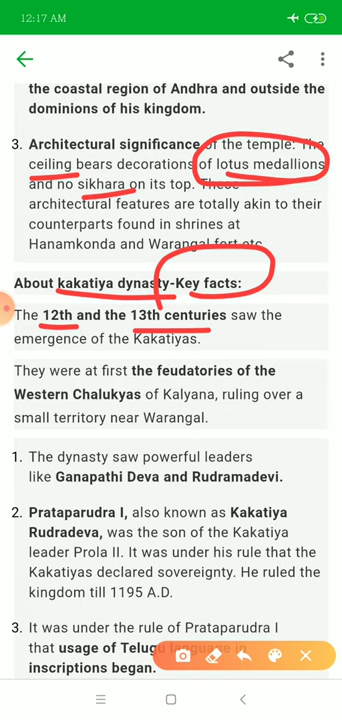 12:17 AM
the coastal region of Andhra and outside the
dominions of his kingdom.
3. Architectural significance of the temple: The
ceiling bears decorations of lotus medallions
and no sikhara on its top. These
architectural features are totally akin to their
counterparts found in shrines at
Hanamkonda and Warangal fort etc
About kakatiya dynasty-Key facts:
The 12th and the 13th centuries saw the
emergence of the Kakatiyas.
They were at first the feudatories of the
Western Chalukyas of Kalyana, ruling over a
small territory near Warangal.
1. The dynasty saw powerful leaders
like Ganapathi Deva and Rudramadevi.
2. Prataparudra I, also known as Kakatiya
Rudradeva, was the son of the Kakatiya
leader Prola II. It was under his rule that the
Kakatiyas declared sovereignty. He ruled the
kingdom till 1195 A.D.
3. It was under the rule of Prataparudra I
that usage of Telugu language in
inscriptions began.